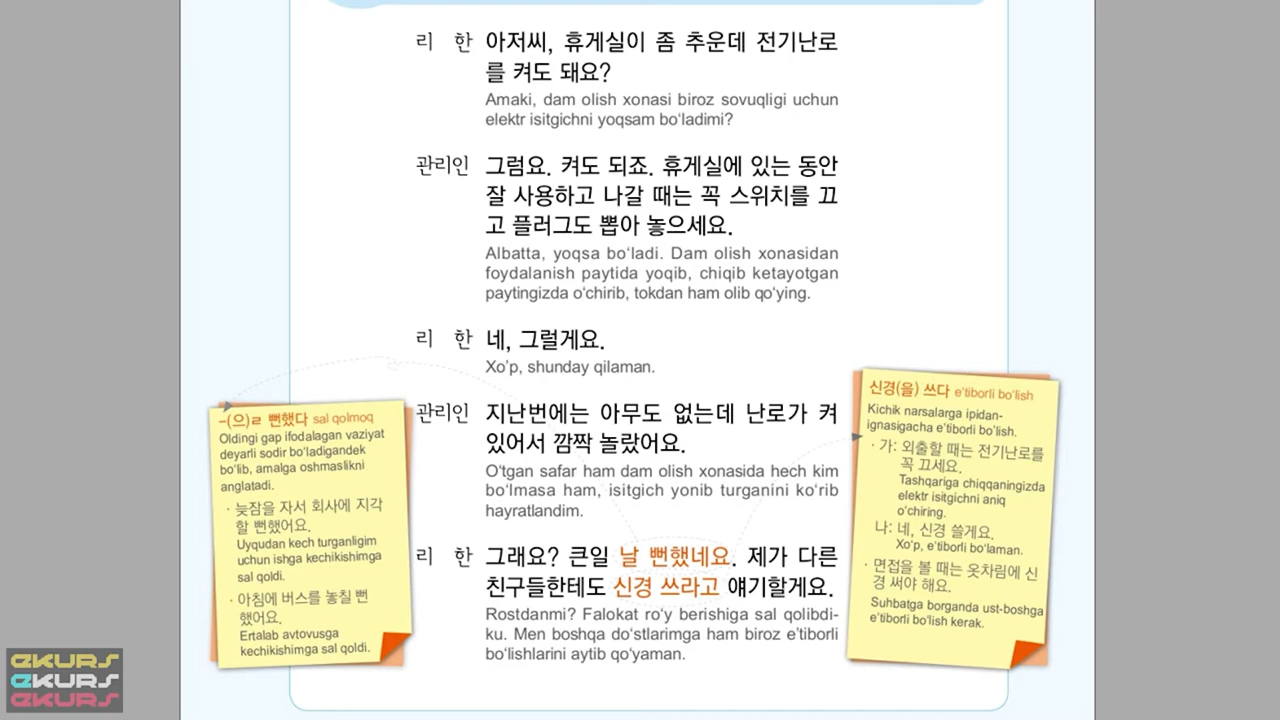 리 한 아저씨, 휴게실이 좀 추운데 전기난로
를 켜도 돼요?
Amaki, dam olish xonasi biroz sovuqligi uchun
elektr isitgichni yoqsam bo‘ladimi?
관리인 그럼요. 켜도 되죠. 휴게실에 있는 동안
잘 사용하고 나갈 때는 꼭 스위치를 끄
고 플러그도 뽑아 놓으세요.
Albatta, yoqsa bo‘ladi. Dam olish xonasidan
foydalanish paytida yoqib, chiqib ketayotgan
paytingizda o‘chirib, tokdan ham olib qo‘ying.
리 한 네, 그럴게요.
Xo’p, shunday qilaman.
관리인 지난번에는 아무도 없는데 난로가 켜
있어서 깜짝 놀랐어요.
O‘tgan safar ham dam olish xonasida hech kim
bo‘lmasa ham, isitgich yonib turganini ko‘rib
hayratlandim.
리 한 그래요? 큰일 날 뻔했네요. 제가 다른
친구들한테도 신경 쓰라고 얘기할게요.
Rostdanmi? Falokat ro‘y berishiga sal qolibdi-
ku. Men boshqa do‘stlarimga ham biroz e’tiborli
bo‘lishlarini aytib qo‘yaman.
-(으)ㄹ 뻔했다 sal qolmoq
Oldingi gap ifodalagan vaziyat
deyarli sodir bo‘ladigandek
bo‘lib, amalga oshmaslikni
anglatadi.
· 늦잠을 자서 회사에 지각
할 뻔했어요.
Uyqudan kech turganligim
uchun ishga kechikishimga
sal qoldi.
· 아침에 버스를 놓칠 뻔
했어요.
Ertalab avtovusga
kechikishimga sal qoldi.
신경(을) 쓰다 e’tiborli bo‘lish
Kichik narsalarga ipidan-
ignasigacha e’tiborli bo‘lish.
· 가: 외출할 때는 전기난로를
꼭 끄세요.
Tashqariga chiqqaningizda
elektr isitgichni aniq
o‘chiring.
나: 네, 신경 쓸게요.
Xo’p, e’tiborli bo‘laman.
· 면접을 볼 때는 옷차림에 신
경 써야 해요.
Suhbatga borganda ust-boshga
e’tiborli bo‘lish kerak.
EKURS
EKURS
EKURS